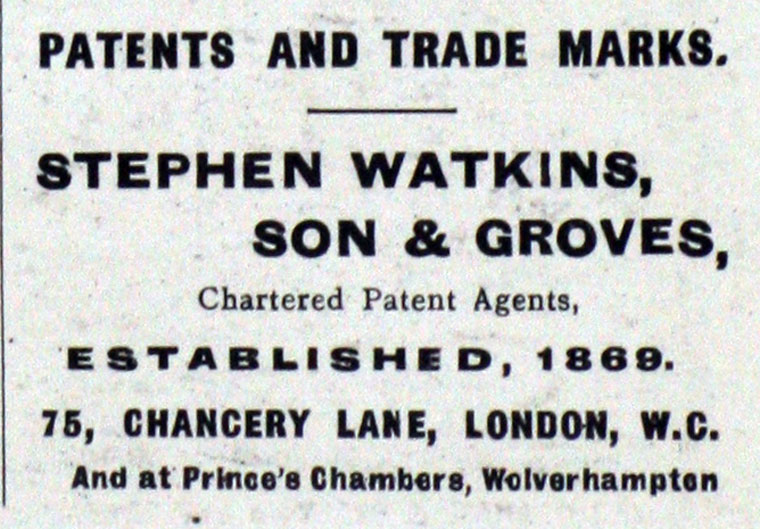 PATENTS AND TRADE MARKS.
STEPHEN WATKINS,
SON & GROVES,
Chartered Patent Agents,
ESTABLISHED, 1869.
75, CHANCERY LANE, LONDON, W.C.
And at Prince's Chambers, Wolverhampton